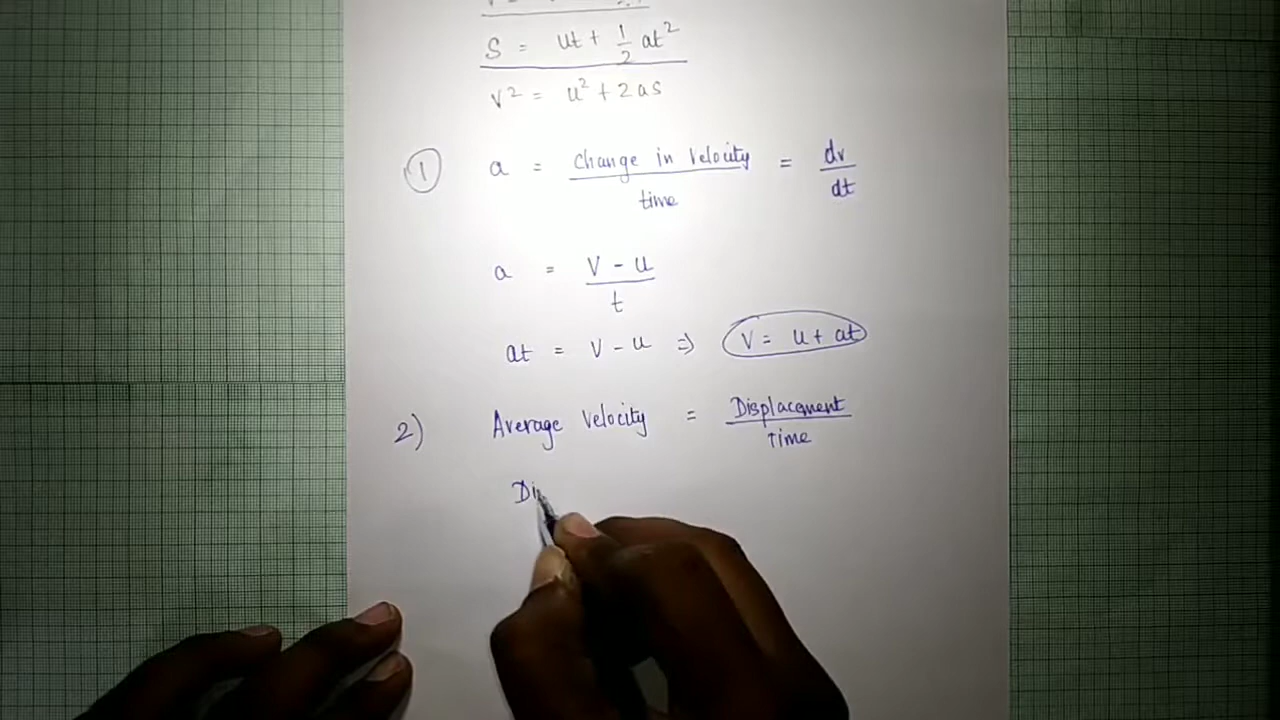 S = ut + 1/2 at²
v² = u² + 2as
① a = change in velocity / time = dv / dt
a = V - u / t
at = V - u ⇒ V = u + at
2) Average Velocity = Displacement / Time
Di